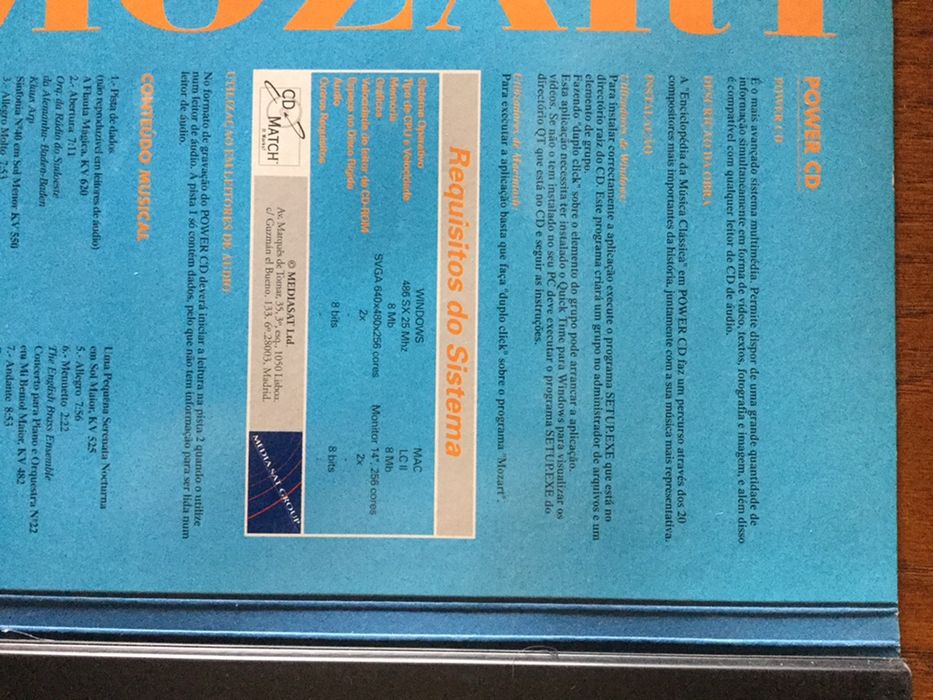 MOZART
POWER CD
POWER CD
É o mais avançado sistema multimédia. Permite dispor de uma grande quantidade de
informação simultaneamente em forma de vídeo, textos, fotografia e imagem, e além disso
é compatível com qualquer leitor de CD de áudio.
DESCRIÇÃO DA OBRA
A "Enciclopédia da Música Clássica" em POWER CD faz um percurso através dos 20
compositores mais importantes da história, juntamente com a sua música mais representativa.
INSTALAÇÃO
Utilizadores de Windows
Para instalar correctamente a aplicação execute o programa SETUP.EXE que está no
directório raíz do CD. Este programa criará um grupo no administrador de arquivos e um
elemento de grupo.
Fazendo "duplo click" sobre o elemento do grupo pode arrancar a aplicação.
Esta aplicação necessita ter instalado o Quick Time para Windows para visualizar os
vídeos. Se não o tem instalado no seu PC deve executar o programa SETUP.EXE do
directório QT que está no CD e seguir as instruções.
Utilizadores de Macintosh
Para executar a aplicação basta que faça "duplo click" sobre o programa "Mozart".
Requisitos do Sistema
Sistema Operativo WINDOWS MAC
Tipo de CPU e Velocidade 486 SX 25 Mhz LC II
Memória 8 Mb 8 Mb
Gráficos SVGA 640x480x256 cores Monitor 14", 256 cores
Velocidade do leitor de CD-ROM 2x 2x
Espaço no Disco Rígido - -
Audio 8 bits 8 bits
Outros Requisitos - -
CD MATCH
© MEDIASAT Ltd.
Av. Marquês de Tomar, 35, 3º, esq., 1050 Lisboa.
c/ Guzmán el Bueno, 133, 6º 28003, Madrid.
MEDIASAT GROUP
UTILIZAÇÃO EM LEITORES DE ÁUDIO
No formato de gravação do POWER CD deverá iniciar a leitura na pista 2 quando o utilize
num leitor de áudio. A pista 1 só contém dados, pelo que não tem informação para ser lida num
leitor de áudio.
CONTEÚDO MUSICAL
1.- Pista de dados
(não reproduzível em leitores de audio)
A Flauta Mágica, KV 620
2.- Abertura 7:11
Orq. da Rádio do Sudoeste
da Alemanha Baden-Baden
Klaus Arp
Sinfonia Nº40 em Sol Menor, KV 550
3.- Allegro Molto 7:51
Uma Pequena Serenata Nocturna
em Sol Maior, KV 525
5.- Allegro 7:56
6.- Mennetto 2:22
The English Brass Ensemble
Concerto para Piano e Orquestra Nº22
em Mi Bemol Maior, KV 482
7.- Andante 8:53